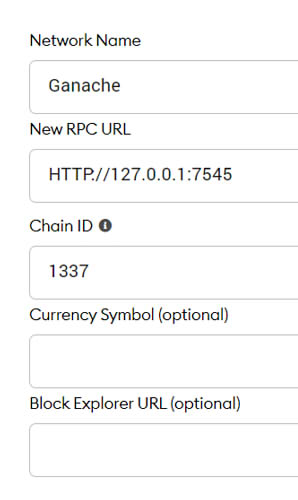 Network Name
Ganache
New RPC URL
HTTP://127.0.0.1:7545
Chain ID
1337
Currency Symbol (optional)
Block Explorer URL (optional)